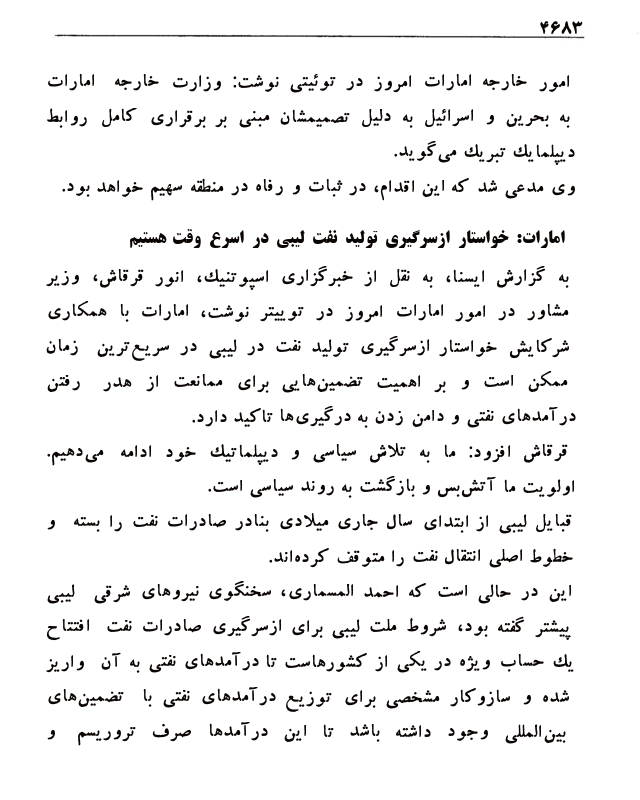 ۴۶۸۳
امور خارجه امارات امروز در توئیتی نوشت: وزارت خارجه امارات
به بحرین و اسرائیل به دلیل تصمیمشان مبنی بر برقراری کامل روابط
دیپلمایك تبریك می‌گوید.
وی مدعی شد که این اقدام، در ثبات و رفاه در منطقه سهیم خواهد بود.
امارات: خواستار ازسرگیری تولید نفت لیبی در اسرع وقت هستیم
به گزارش ایسنا، به نقل از خبرگزاری اسپوتنیك، انور قرقاش، وزیر
مشاور در امور امارات امروز در توییتر نوشت، امارات با همکاری
شرکایش خواستار ازسرگیری تولید نفت در لیبی در سریع‌ترین زمان
ممکن است و بر اهمیت تضمین‌هایی برای ممانعت از هدر رفتن
درآمدهای نفتی و دامن زدن به درگیری‌ها تاکید دارد.
قرقاش افزود: ما به تلاش سیاسی و دیپلماتیك خود ادامه می‌دهیم.
اولویت ما آتش‌بس و بازگشت به روند سیاسی است.
قبایل لیبی از ابتدای سال جاری میلادی بنادر صادرات نفت را بسته و
خطوط اصلی انتقال نفت را متوقف کرده‌اند.
این در حالی است که احمد المسماری، سخنگوی نیروهای شرقی لیبی
پیشتر گفته بود، شروط ملت لیبی برای ازسرگیری صادرات نفت افتتاح
یك حساب ویژه در یکی از کشورهاست تا درآمدهای نفتی به آن واریز
شده و سازوکار مشخصی برای توزیع درآمدهای نفتی با تضمین‌های
بین‌المللی وجود داشته باشد تا این درآمدها صرف تروریسم و